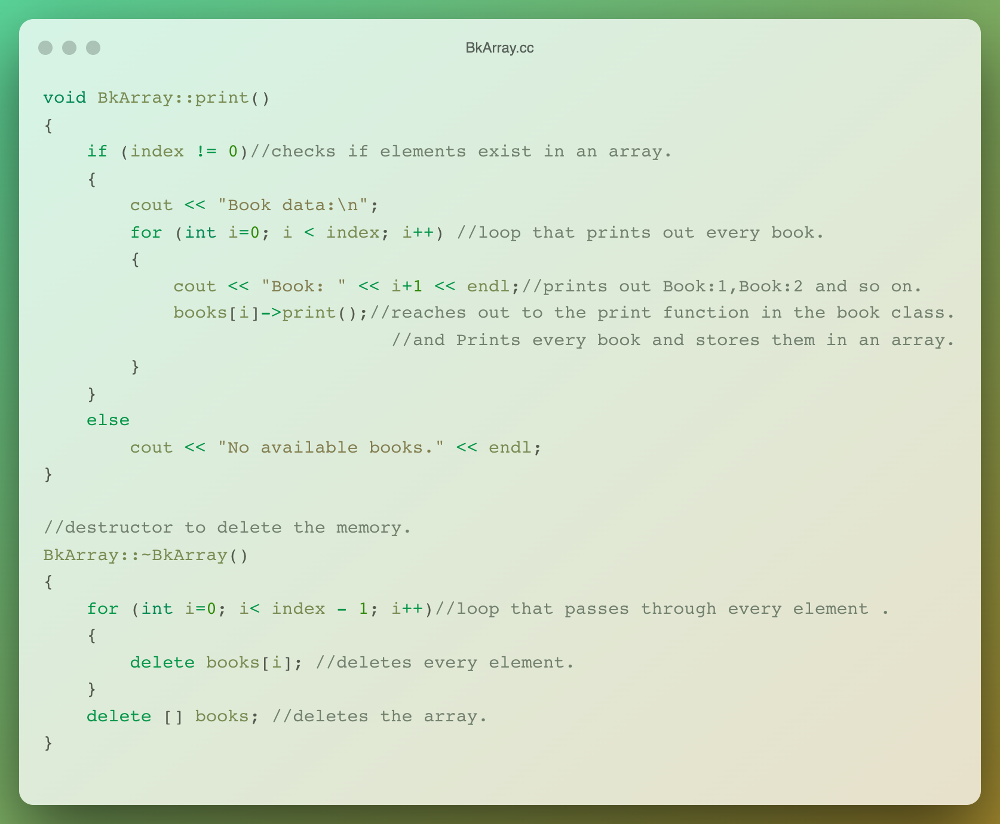 BkArray.cc
void BkArray::print()
{
    if (index != 0)//checks if elements exist in an array.
    {
        cout << "Book data:\n";
        for (int i=0; i < index; i++) //loop that prints out every book.
        {
            cout << "Book: " << i+1 << endl;//prints out Book:1,Book:2 and so on.
            books[i]->print();//reaches out to the print function in the book class.
                                //and Prints every book and stores them in an array.
        }
    }
    else
        cout << "No available books." << endl;
}

//destructor to delete the memory.
BkArray::~BkArray()
{
    for (int i=0; i< index - 1; i++)//loop that passes through every element .
    {
        delete books[i]; //deletes every element.
    }
    delete [] books; //deletes the array.
}